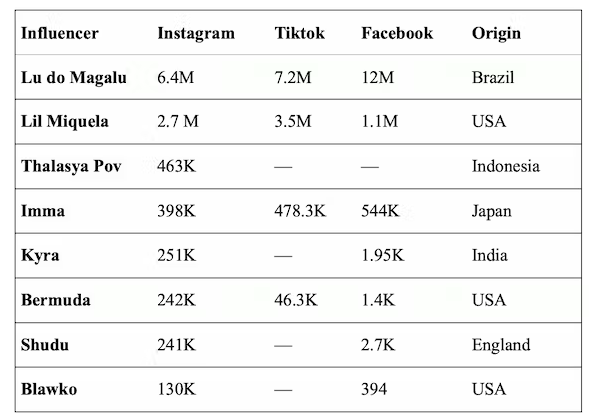 Influencer Instagram Tiktok Facebook Origin
Lu do Magalu 6.4M 7.2M 12M Brazil
Lil Miquela 2.7 M 3.5M 1.1M USA
Thalasya Pov 463K — — Indonesia
Imma 398K 478.3K 544K Japan
Kyra 251K — 1.95K India
Bermuda 242K 46.3K 1.4K USA
Shudu 241K — 2.7K England
Blawko 130K — 394 USA